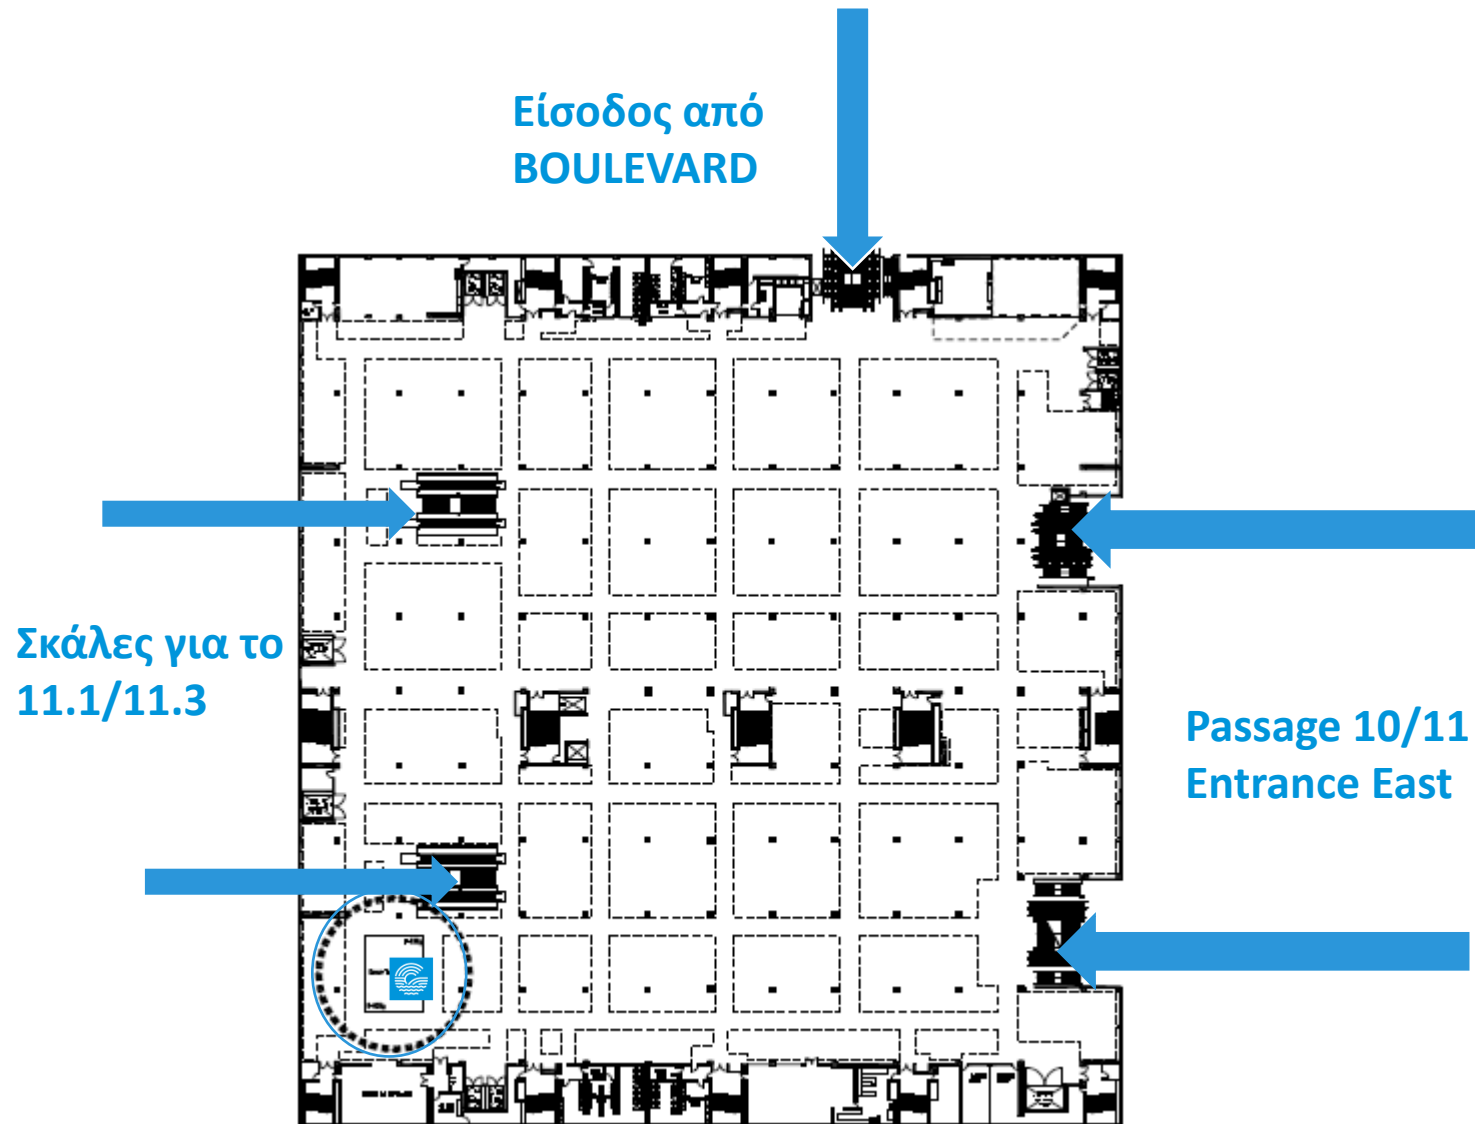 Είσοδος από
BOULEVARD
Σκάλες για το
11.1/11.3
Passage 10/11
Entrance East